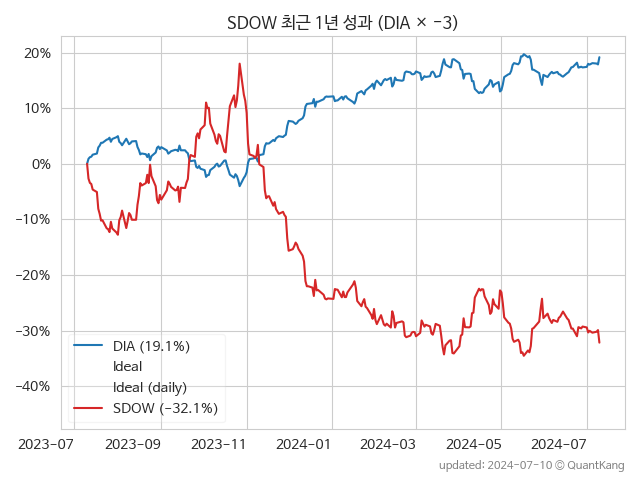 SDOW 최근 1년 성과 (DIA × −3)
20%
10%
0%
−10%
−20%
−30%
−40%
DIA (19.1%)
Ideal
Ideal (daily)
SDOW (−32.1%)
2023-07
2023-09
2023-11
2024-01
2024-03
2024-05
2024-07
updated: 2024-07-10 © QuantKang